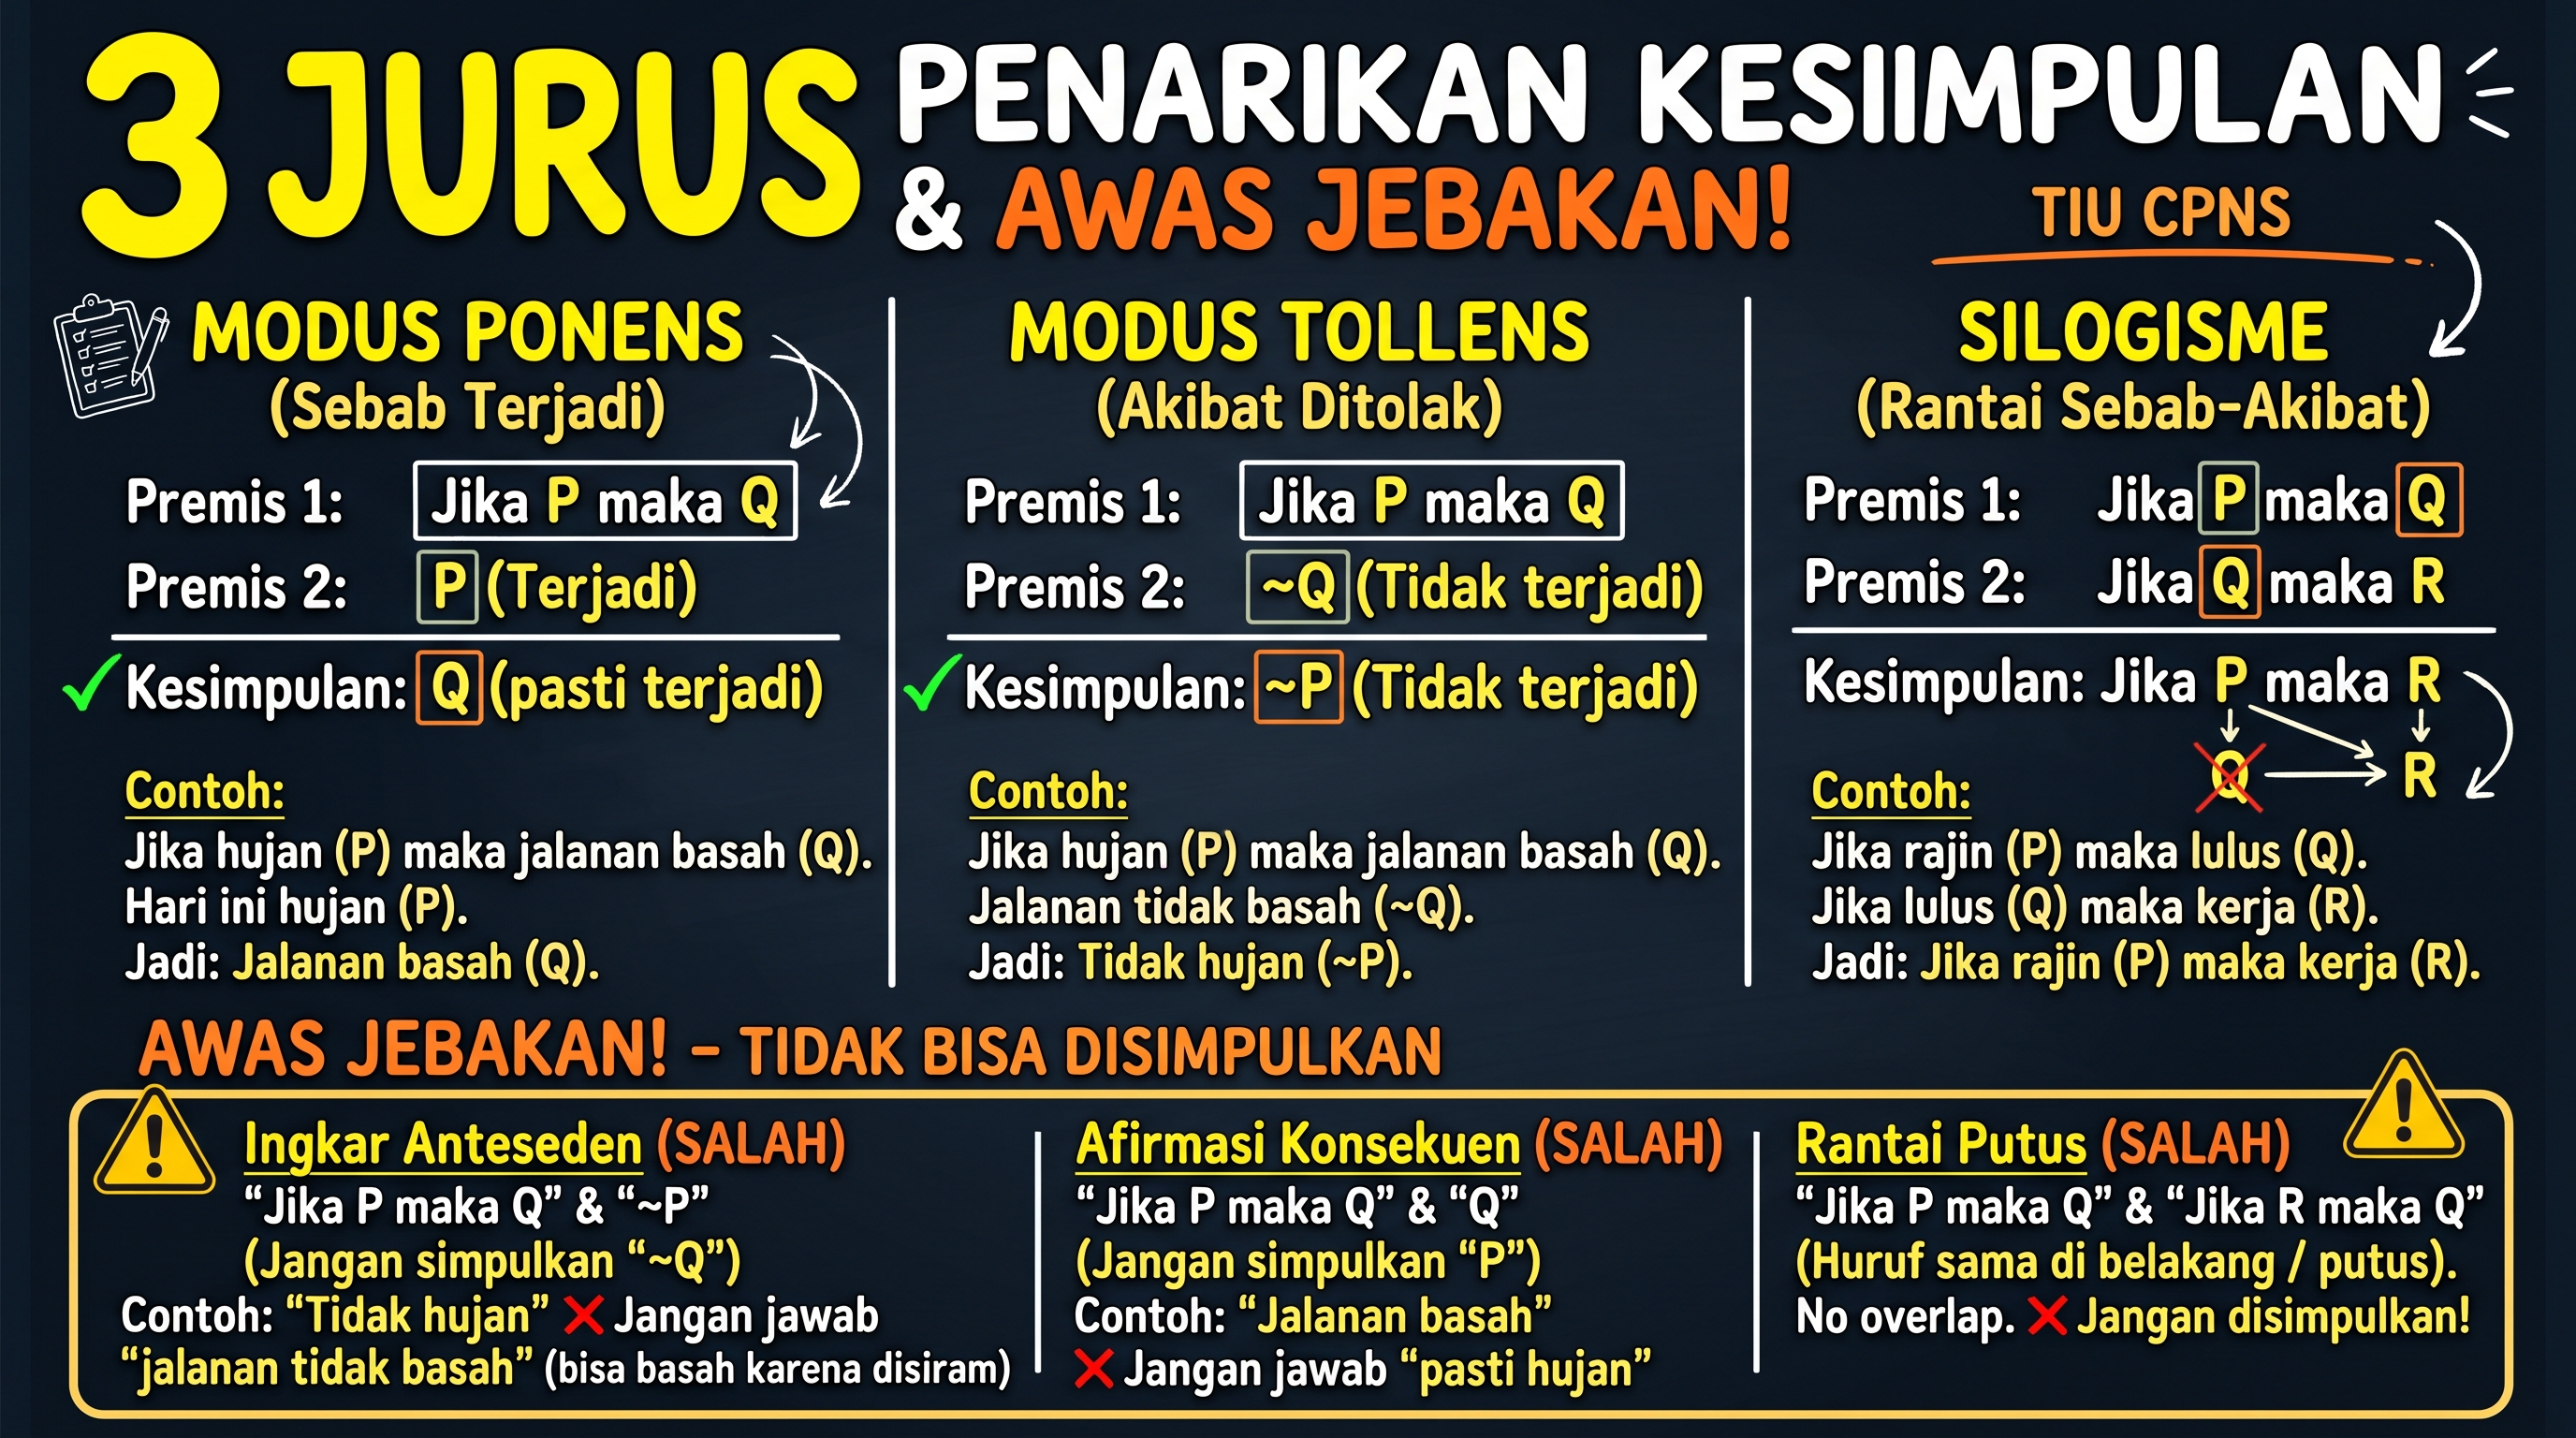 3 JURUS PENARIKAN KESIIMPULAN
& AWAS JEBAKAN!
TIU CPNS
MODUS PONENS
(Sebab Terjadi)
Premis 1: Jika P maka Q
Premis 2: P (Terjadi)
Kesimpulan: Q (pasti terjadi)
Contoh:
Jika hujan (P) maka jalanan basah (Q).
Hari ini hujan (P).
Jadi: Jalanan basah (Q).
MODUS TOLLENS
(Akibat Ditolak)
Premis 1: Jika P maka Q
Premis 2: ~Q (Tidak terjadi)
Kesimpulan: ~P (Tidak terjadi)
Contoh:
Jika hujan (P) maka jalanan basah (Q).
Jalanan tidak basah (~Q).
Jadi: Tidak hujan (~P).
SILOGISME
(Rantai Sebab-Akibat)
Premis 1: Jika P maka Q
Premis 2: Jika Q maka R
Kesimpulan: Jika P maka R
Q R
Contoh:
Jika rajin (P) maka lulus (Q).
Jika lulus (Q) maka kerja (R).
Jadi: Jika rajin (P) maka kerja (R).
AWAS JEBAKAN! - TIDAK BISA DISIMPULKAN
Ingkar Anteseden (SALAH)
“Jika P maka Q” & “~P”
(Jangan simpulkan “~Q”)
Contoh: “Tidak hujan” ❌ Jangan jawab
“jalanan tidak basah” (bisa basah karena disiram)
Afirmasi Konsekuen (SALAH)
“Jika P maka Q” & “Q”
(Jangan simpulkan “P”)
Contoh: “Jalanan basah”
❌ Jangan jawab “pasti hujan”
Rantai Putus (SALAH)
“Jika P maka Q” & “Jika R maka Q”
(Huruf sama di belakang / putus).
No overlap. ❌ Jangan disimpulkan!